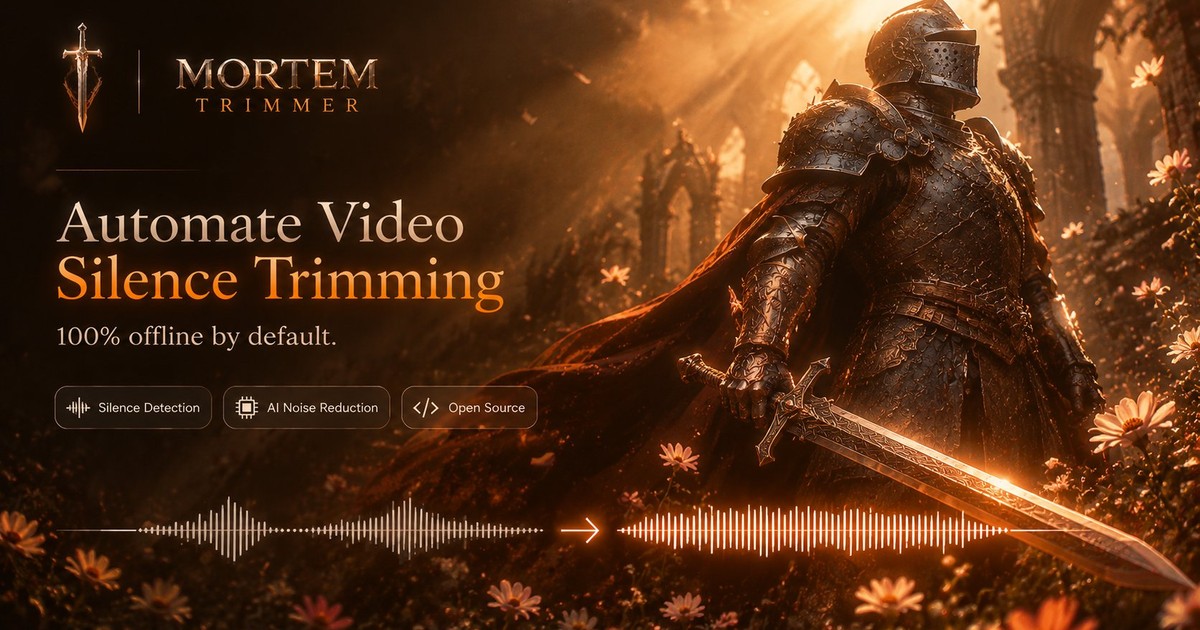 MORTEM
TRIMMER
Automate Video
Silence Trimming
100% offline by default.
Silence Detection
AI Noise Reduction
</> Open Source